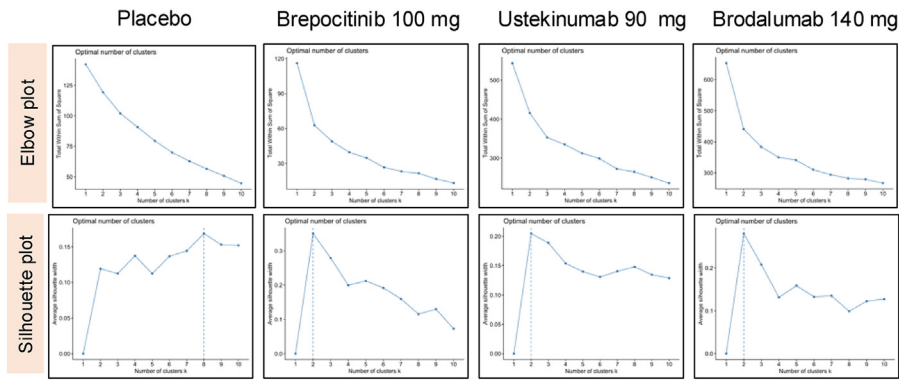 Placebo
Brepocitinib 100 mg
Ustekinumab 90 mg
Brodalumab 140 mg
Elbow plot
Optimal number of clusters
Total Within Sum of Square
125
100
75
50
1 2 3 4 5 6 7 8 9 10
Number of clusters k
Optimal number of clusters
Total Within Sum of Square
120
90
60
30
1 2 3 4 5 6 7 8 9 10
Number of clusters k
Optimal number of clusters
Total Within Sum of Square
500
400
300
1 2 3 4 5 6 7 8 9 10
Number of clusters k
Optimal number of clusters
Total Within Sum of Square
600
500
400
300
1 2 3 4 5 6 7 8 9 10
Number of clusters k
Silhouette plot
Optimal number of clusters
Average silhouette width
0.15
0.10
0.05
0.00
1 2 3 4 5 6 7 8 9 10
Number of clusters k
Optimal number of clusters
Average silhouette width
0.3
0.2
0.1
0.0
1 2 3 4 5 6 7 8 9 10
Number of clusters k
Optimal number of clusters
Average silhouette width
0.20
0.15
0.10
0.05
0.00
1 2 3 4 5 6 7 8 9 10
Number of clusters k
Optimal number of clusters
Average silhouette width
0.2
0.1
0.0
1 2 3 4 5 6 7 8 9 10
Number of clusters k